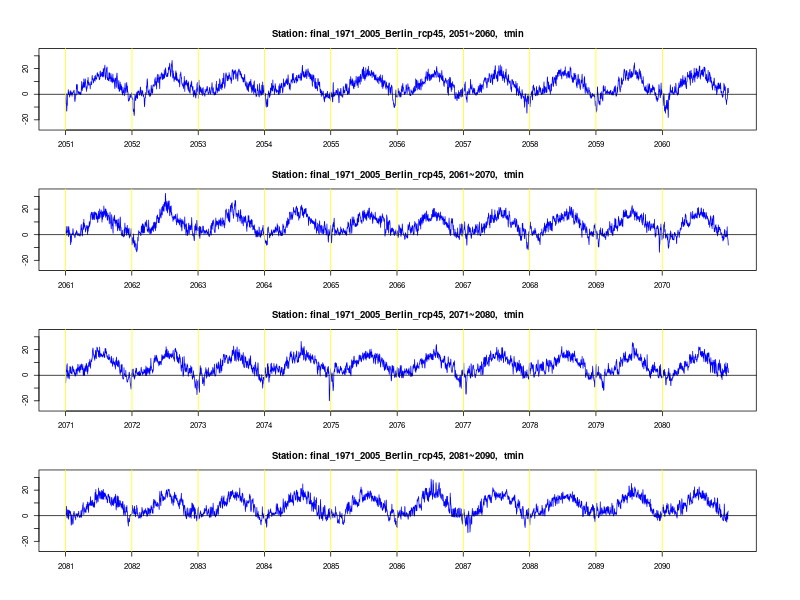 Station: final_1971_2005_Berlin_rcp45, 2051~2060, tmin
20
0
-20
2051 2052 2053 2054 2055 2056 2057 2058 2059 2060
Station: final_1971_2005_Berlin_rcp45, 2061~2070, tmin
20
0
-20
2061 2062 2063 2064 2065 2066 2067 2068 2069 2070
Station: final_1971_2005_Berlin_rcp45, 2071~2080, tmin
20
0
-20
2071 2072 2073 2074 2075 2076 2077 2078 2079 2080
Station: final_1971_2005_Berlin_rcp45, 2081~2090, tmin
20
0
-20
2081 2082 2083 2084 2085 2086 2087 2088 2089 2090